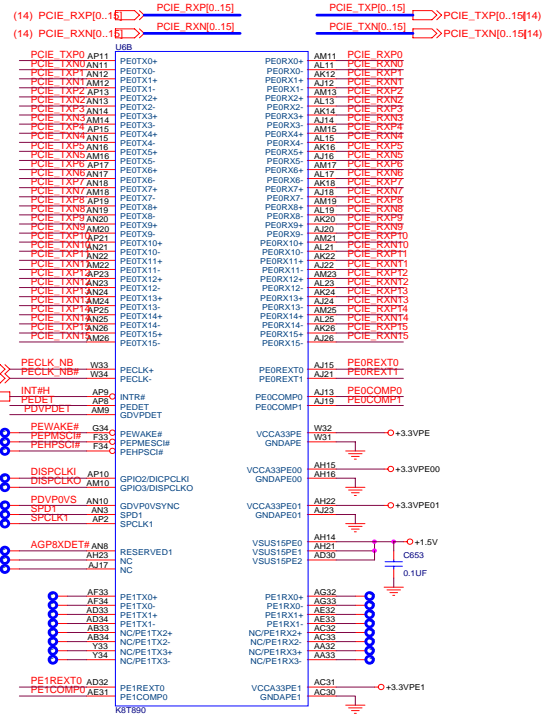 (14) PCIE_RXP[0..15] PCIE_RXP[0..15] PCIE_TXP[0..15] PCIE_TXP[0..15][14)
(14) PCIE_RXN[0..15] PCIE_RXN[0..15] PCIE_TXN[0..15] PCIE_TXN[0..15][14)
U6B
PCIE_TXP0 AP11 PE0TX0+ PE0RX0+ AM11 PCIE_RXP0
PCIE_TXN0 AN11 PE0TX0- PE0RX0- AL11 PCIE_RXN0
PCIE_TXP1 AN12 PE0TX1+ PE0RX1+ AK12 PCIE_RXP1
PCIE_TXN1 AM12 PE0TX1- PE0RX1- AJ12 PCIE_RXN1
PCIE_TXP2 AP13 PE0TX2+ PE0RX2+ AM13 PCIE_RXP2
PCIE_TXN2 AN13 PE0TX2- PE0RX2- AL13 PCIE_RXN2
PCIE_TXP3 AN14 PE0TX3+ PE0RX3+ AK14 PCIE_RXP3
PCIE_TXN3 AM14 PE0TX3- PE0RX3- AJ14 PCIE_RXN3
PCIE_TXP4 AP15 PE0TX4+ PE0RX4+ AM15 PCIE_RXP4
PCIE_TXN4 AN15 PE0TX4- PE0RX4- AL15 PCIE_RXN4
PCIE_TXP5 AN16 PE0TX5+ PE0RX5+ AK16 PCIE_RXP5
PCIE_TXN5 AM16 PE0TX5- PE0RX5- AJ16 PCIE_RXN5
PCIE_TXP6 AP17 PE0TX6+ PE0RX6+ AM17 PCIE_RXP6
PCIE_TXN6 AN17 PE0TX6- PE0RX6- AL17 PCIE_RXN6
PCIE_TXP7 AN18 PE0TX7+ PE0RX7+ AK18 PCIE_RXP7
PCIE_TXN7 AM18 PE0TX7- PE0RX7- AJ18 PCIE_RXN7
PCIE_TXP8 AP19 PE0TX8+ PE0RX8+ AM19 PCIE_RXP8
PCIE_TXN8 AN19 PE0TX8- PE0RX8- AL19 PCIE_RXN8
PCIE_TXP9 AN20 PE0TX9+ PE0RX9+ AK20 PCIE_RXP9
PCIE_TXN9 AM20 PE0TX9- PE0RX9- AJ20 PCIE_RXN9
PCIE_TXP10 AP21 PE0TX10+ PE0RX10+ AM21 PCIE_RXP10
PCIE_TXN10 AN21 PE0TX10- PE0RX10- AL21 PCIE_RXN10
PCIE_TXP11 AN22 PE0TX11+ PE0RX11+ AK22 PCIE_RXP11
PCIE_TXN11 AM22 PE0TX11- PE0RX11- AJ22 PCIE_RXN11
PCIE_TXP12 AP23 PE0TX12+ PE0RX12+ AM23 PCIE_RXP12
PCIE_TXN12 AN23 PE0TX12- PE0RX12- AL23 PCIE_RXN12
PCIE_TXP13 AN24 PE0TX13+ PE0RX13+ AK24 PCIE_RXP13
PCIE_TXN13 AM24 PE0TX13- PE0RX13- AJ24 PCIE_RXN13
PCIE_TXP14 AP25 PE0TX14+ PE0RX14+ AM25 PCIE_RXP14
PCIE_TXN14 AN25 PE0TX14- PE0RX14- AL25 PCIE_RXN14
PCIE_TXP15 AN26 PE0TX15+ PE0RX15+ AK26 PCIE_RXP15
PCIE_TXN15 AM26 PE0TX15- PE0RX15- AJ26 PCIE_RXN15
PECLK_NB W33 PECLK+ PE0REXT0 AJ15 PE0REXT0
PECLK_NB# W34 PECLK- PE0REXT1 AJ21 PE0REXT1
INT#H AP9 INTR# PE0COMP0 AJ13 PE0COMP0
PEDET AP8 PEDET PE0COMP1 AJ19 PE0COMP1
PDVPDET AM9 GDVPDET
PEWAKE# G34 PEWAKE# VCCA33PE W32 +3.3VPE
PEPMSCI# F33 PEPMESCI# GNDAPE W31
PEHPSCI# F34 PEHPSCI#
DISPCLKI AP10 GPIO2/DICPCLKI VCCA33PE00 AH15 +3.3VPE00
DISPCLKO AM10 GPIO3/DISPCLKO GNDAPE00 AH16
PDVP0VS AN10 GDVP0VSYNC VCCA33PE01 AH22 +3.3VPE01
SPD1 AN3 SPD1 GNDAPE01 AJ23
SPCLK1 AP2 SPCLK1
AGP8XDET# AN8 RESERVED1 VSUS15PE0 AH14 +1.5V
AH23 NC VSUS15PE1 AH21
AJ17 NC VSUS15PE2 AD30
C653
0.1UF
AF33 PE1TX0+ PE1RX0+ AG32
AF34 PE1TX0- PE1RX0- AG33
AD33 PE1TX1+ PE1RX1+ AE32
AD34 PE1TX1- PE1RX1- AE33
AB33 NC/PE1TX2+ NC/PE1RX2+ AC32
AB34 NC/PE1TX2- NC/PE1RX2- AC33
Y33 NC/PE1TX3+ NC/PE1RX3+ AA32
Y34 NC/PE1TX3- NC/PE1RX3- AA33
PE1REXT0 AD32 PE1REXT0 VCCA33PE1 AC31 +3.3VPE1
PE1COMP0 AE31 PE1COMP0 GNDAPE1 AC30
K8T890